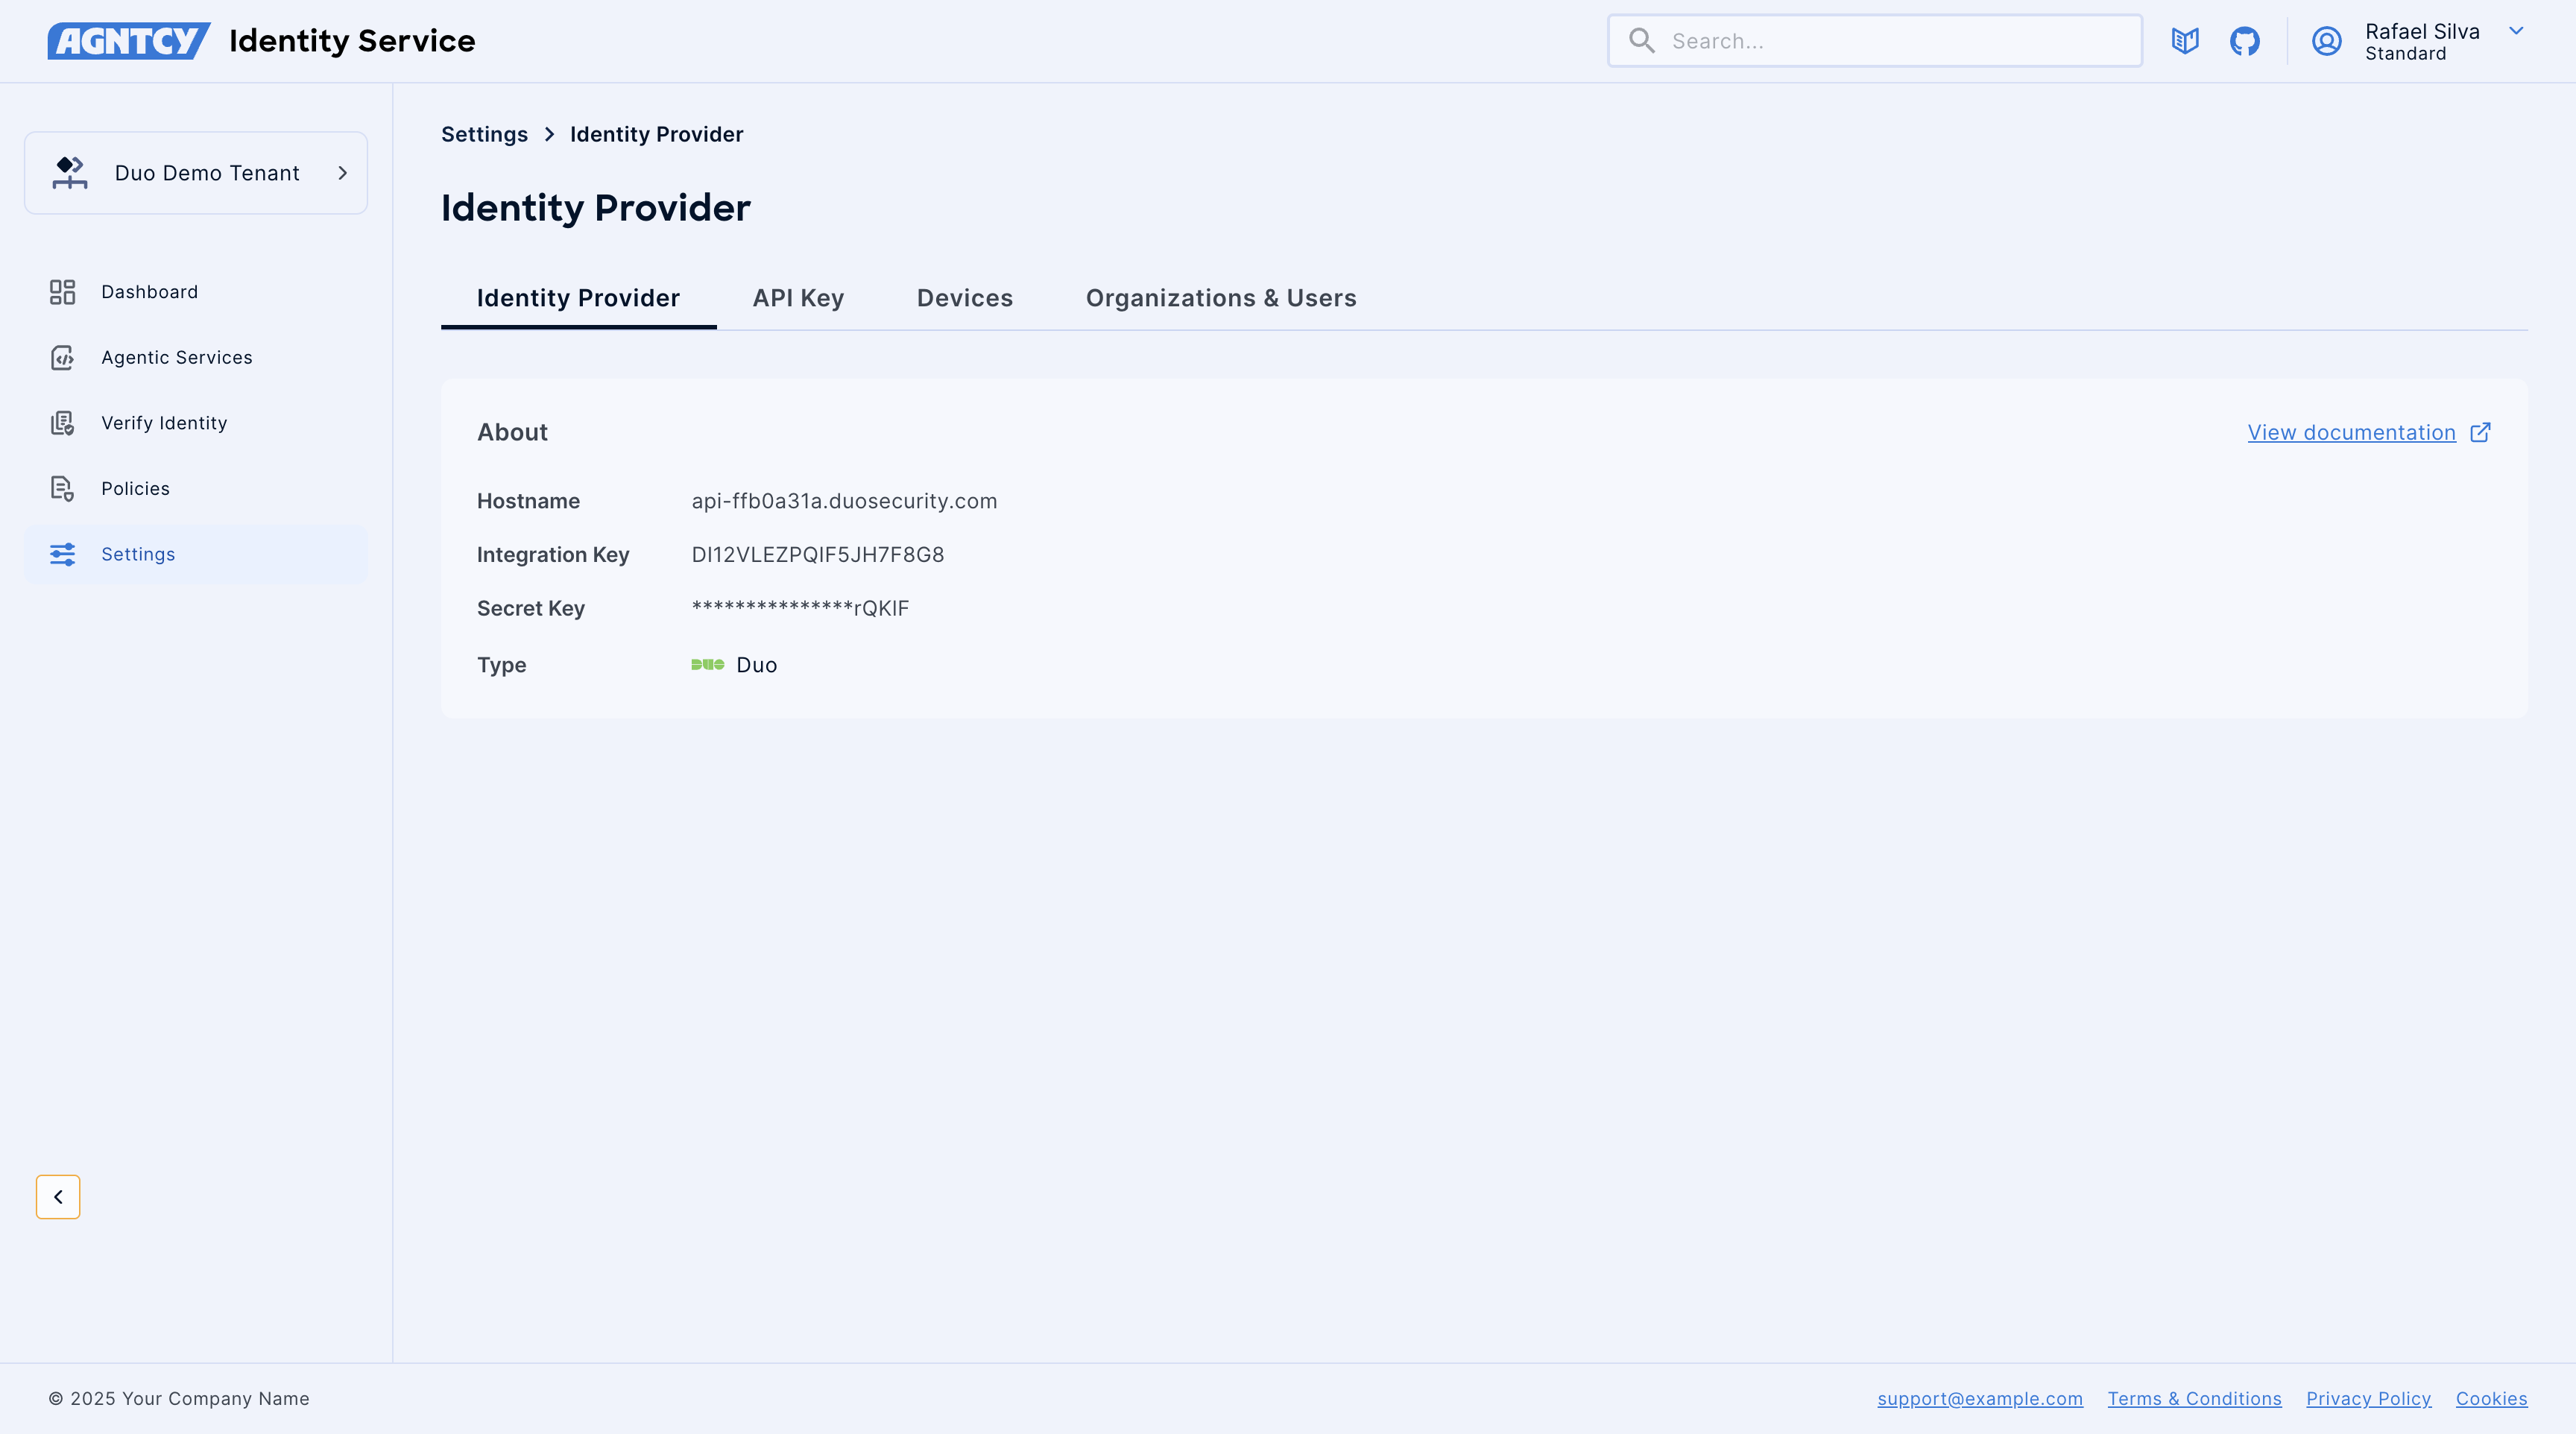 AGNTCY Identity Service
Search...
Rafael Silva
Standard
Duo Demo Tenant
Dashboard
Agentic Services
Verify Identity
Policies
Settings
Settings > Identity Provider
Identity Provider
Identity Provider API Key Devices Organizations & Users
About
View documentation
Hostname api-ffb0a31a.duosecurity.com
Integration Key DI12VLEZPQIF5JH7F8G8
Secret Key ***************rQKIF
Type DUO Duo
© 2025 Your Company Name
support@example.com Terms & Conditions Privacy Policy Cookies